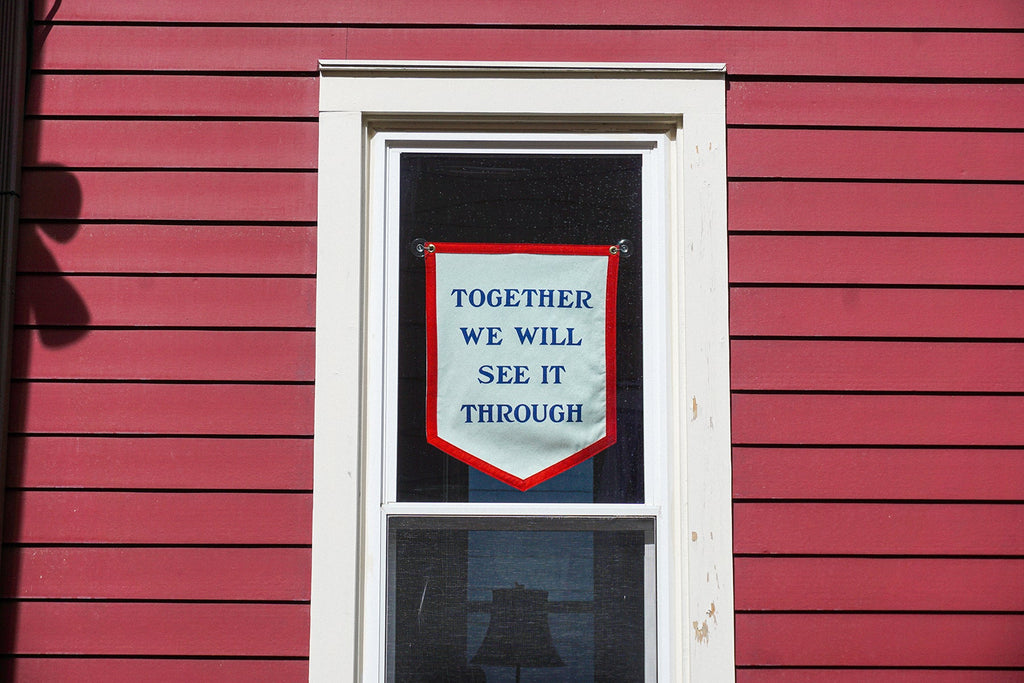 TOGETHER
WE WILL
SEE IT
THROUGH